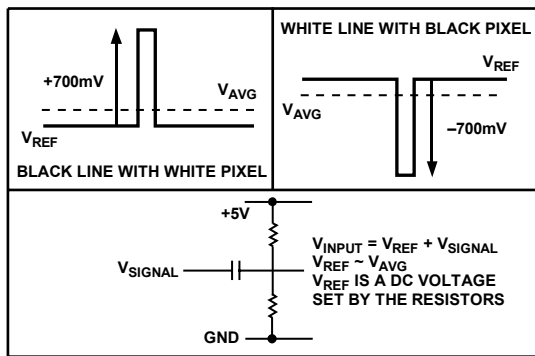 +700mV
V_AVG
V_REF
BLACK LINE WITH WHITE PIXEL
WHITE LINE WITH BLACK PIXEL
V_REF
V_AVG
–700mV
+5V
V_SIGNAL
V_INPUT = V_REF + V_SIGNAL
V_REF ~ V_AVG
V_REF IS A DC VOLTAGE
SET BY THE RESISTORS
GND